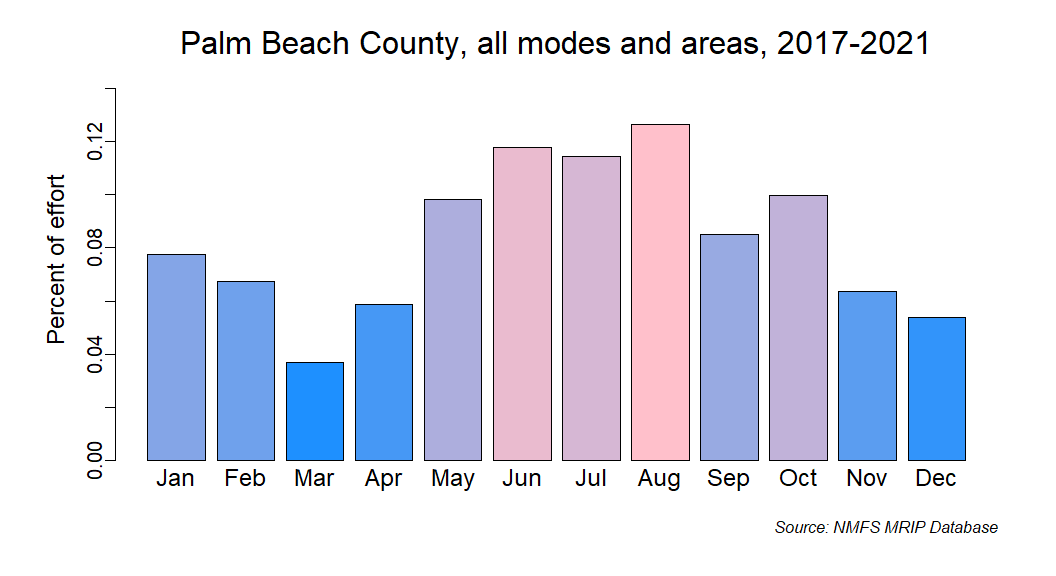 Palm Beach County, all modes and areas, 2017-2021
Percent of effort
0.12
0.08
0.04
0.00
Jan Feb Mar Apr May Jun Jul Aug Sep Oct Nov Dec
Source: NMFS MRIP Database